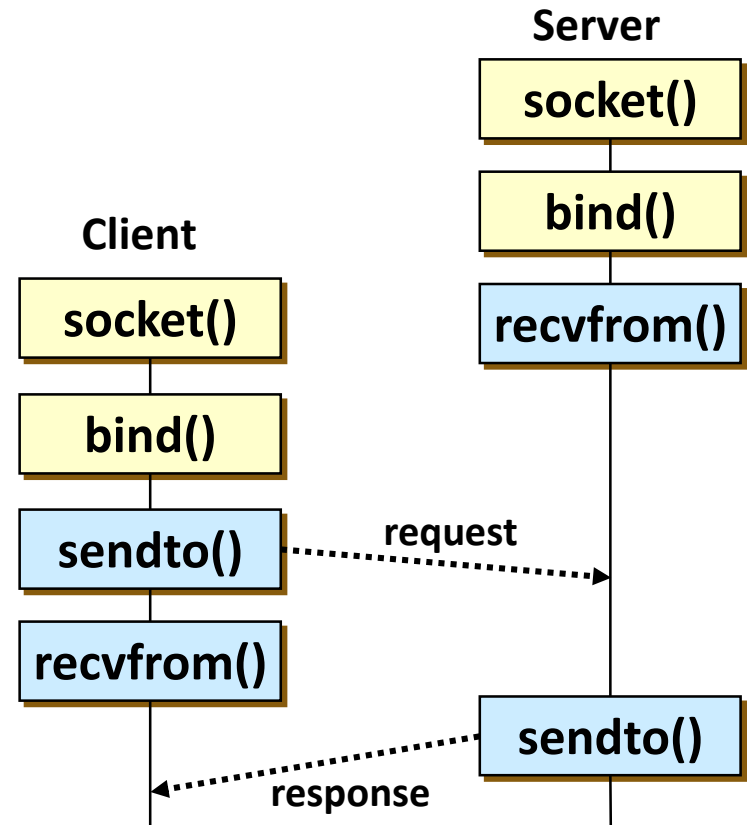 Server
socket()
bind()
Client
recvfrom()
socket()
bind()
request
sendto()
recvfrom()
sendto()
response